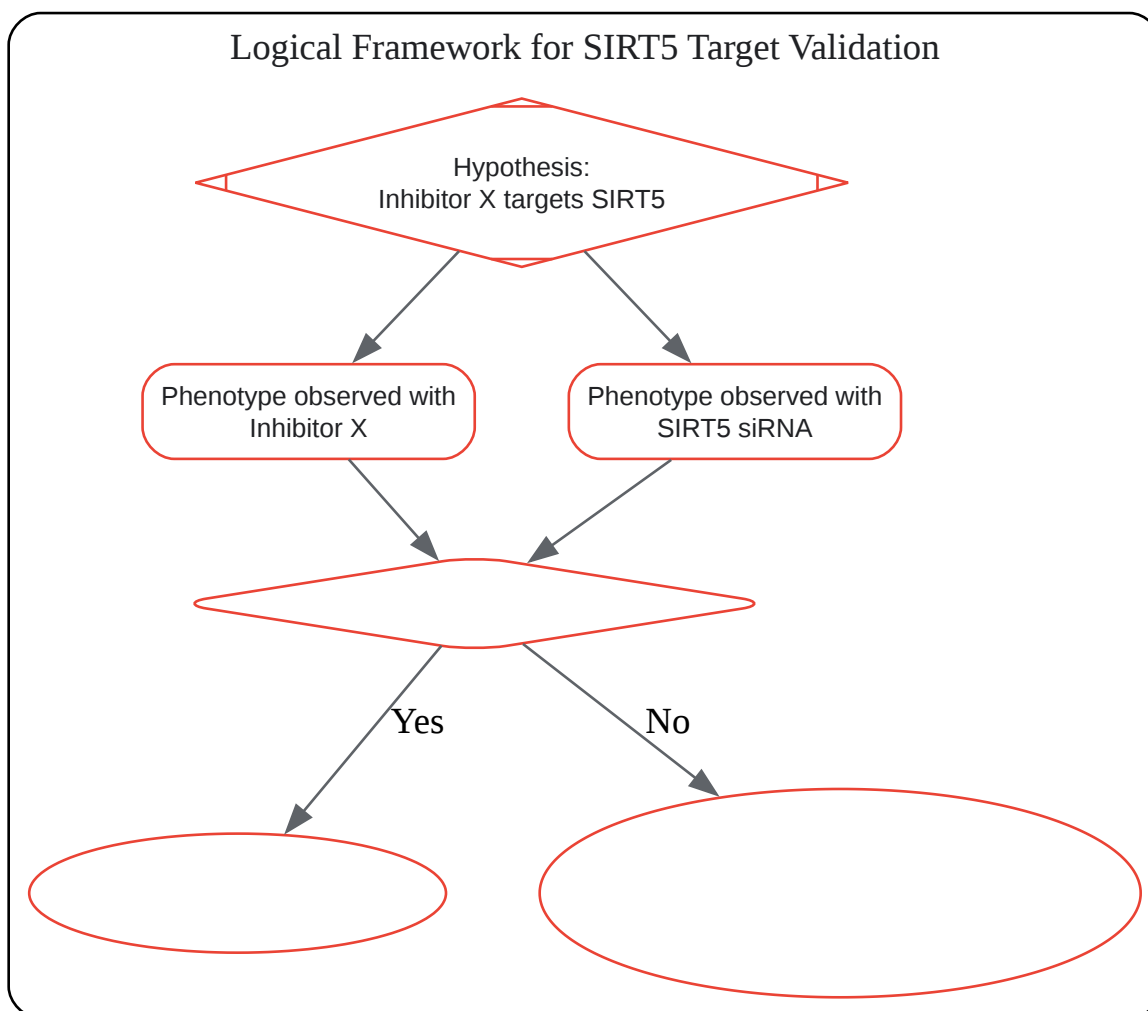 Logical Framework for SIRT5 Target Validation
Hypothesis:
Inhibitor X targets SIRT5
Phenotype observed with
Inhibitor X
Phenotype observed with
SIRT5 siRNA
Yes
No